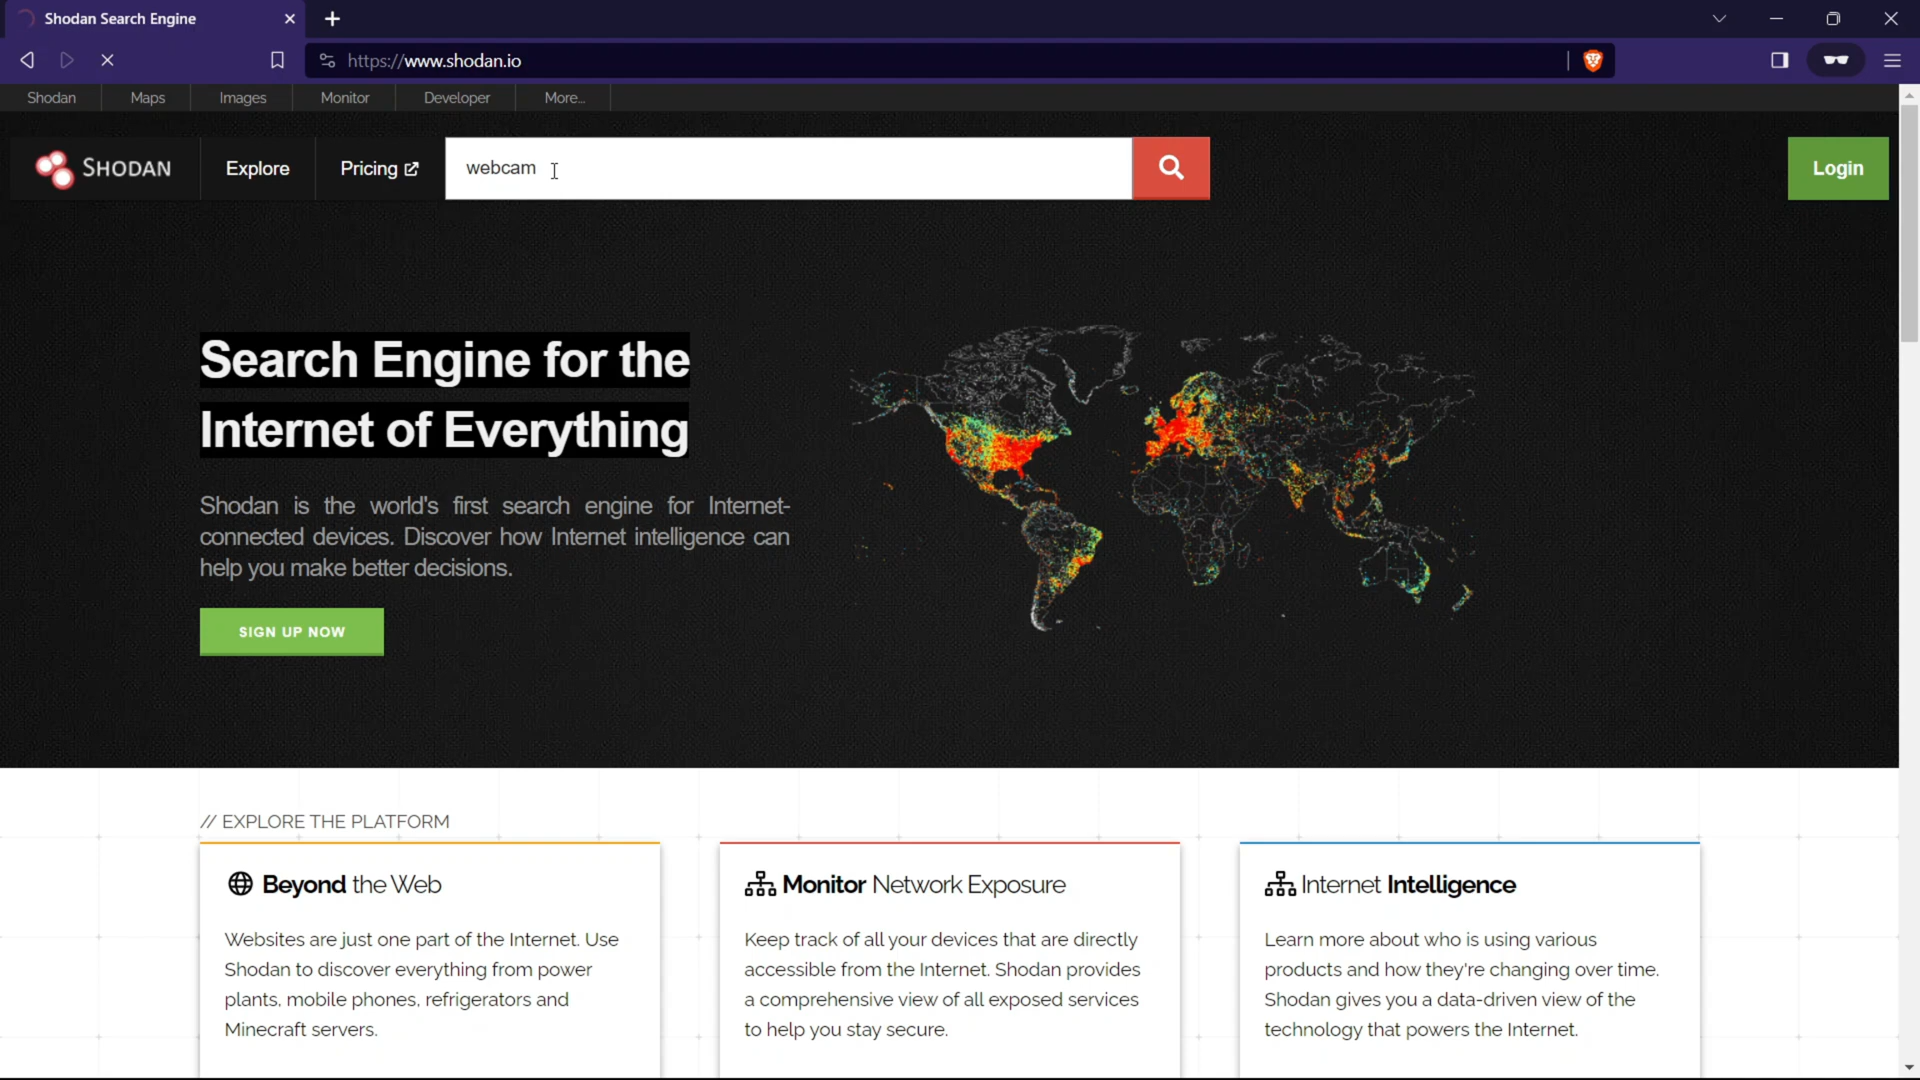 Shodan Search Engine
https://www.shodan.io
Shodan Maps Images Monitor Developer More...
SHODAN Explore Pricing webcam Login
Search Engine for the
Internet of Everything
Shodan is the world's first search engine for Internet-
connected devices. Discover how Internet intelligence can
help you make better decisions.
SIGN UP NOW
// EXPLORE THE PLATFORM
Beyond the Web
Websites are just one part of the Internet. Use
Shodan to discover everything from power
plants, mobile phones, refrigerators and
Minecraft servers.
Monitor Network Exposure
Keep track of all your devices that are directly
accessible from the Internet. Shodan provides
a comprehensive view of all exposed services
to help you stay secure.
Internet Intelligence
Learn more about who is using various
products and how they're changing over time.
Shodan gives you a data-driven view of the
technology that powers the Internet.